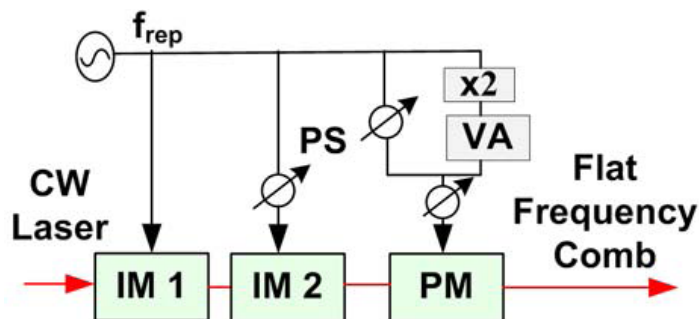 f_rep
x2
PS
VA
CW
Laser
Flat
Frequency
Comb
IM 1
IM 2
PM